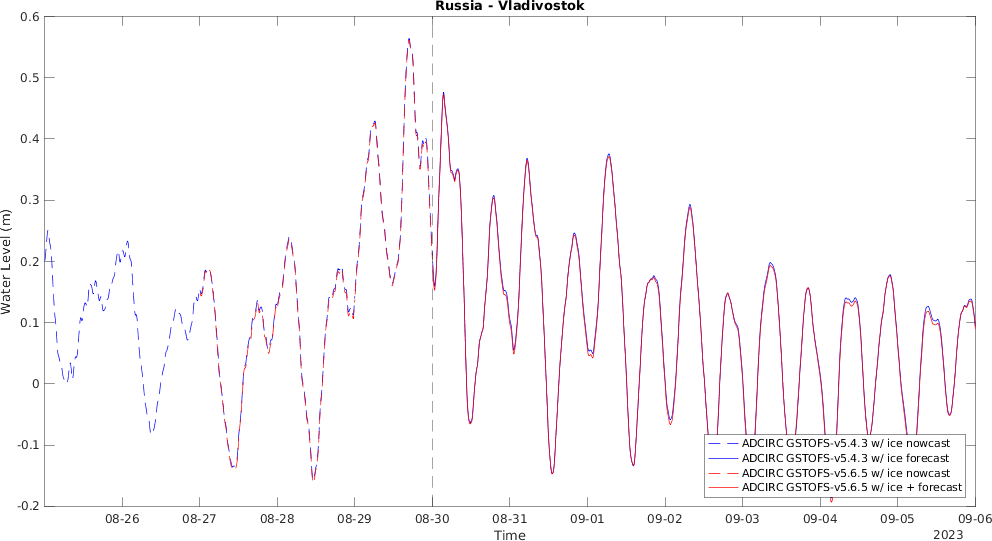 Russia - Vladivostok
0.6
0.5
0.4
0.3
0.2
0.1
0
-0.1
-0.2
Water Level (m)
ADCIRC GSTOFS-v5.4.3 w/ ice nowcast
ADCIRC GSTOFS-v5.4.3 w/ ice forecast
ADCIRC GSTOFS-v5.6.5 w/ ice nowcast
ADCIRC GSTOFS-v5.6.5 w/ ice + forecast
08-26 08-27 08-28 08-29 08-30 08-31 09-01 09-02 09-03 09-04 09-05 09-06
Time
2023